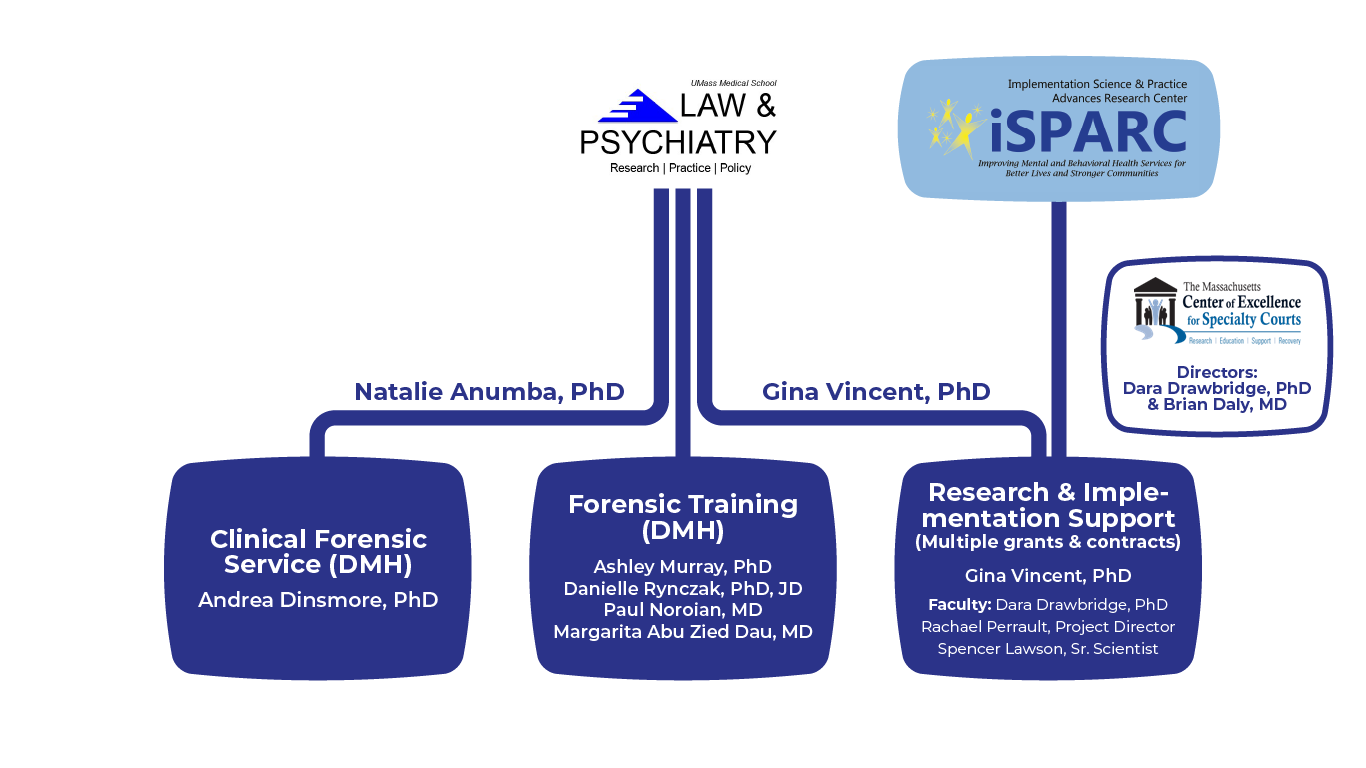 UMass Medical School
LAW &
PSYCHIATRY
Research | Practice | Policy
Implementation Science & Practice
Advances Research Center
iSPARC
Improving Mental and Behavioral Health Services for
Better Lives and Stronger Communities
The Massachusetts
Center of Excellence
for Specialty Courts
Research | Education | Support | Recovery
Directors:
Dara Drawbridge, PhD
& Brian Daly, MD
Natalie Anumba, PhD
Gina Vincent, PhD
Clinical Forensic
Service (DMH)
Andrea Dinsmore, PhD
Forensic Training
(DMH)
Ashley Murray, PhD
Danielle Rynczak, PhD, JD
Paul Noroian, MD
Margarita Abu Zied Dau, MD
Research & Imple-
mentation Support
(Multiple grants & contracts)
Gina Vincent, PhD
Faculty: Dara Drawbridge, PhD
Rachael Perrault, Project Director
Spencer Lawson, Sr. Scientist